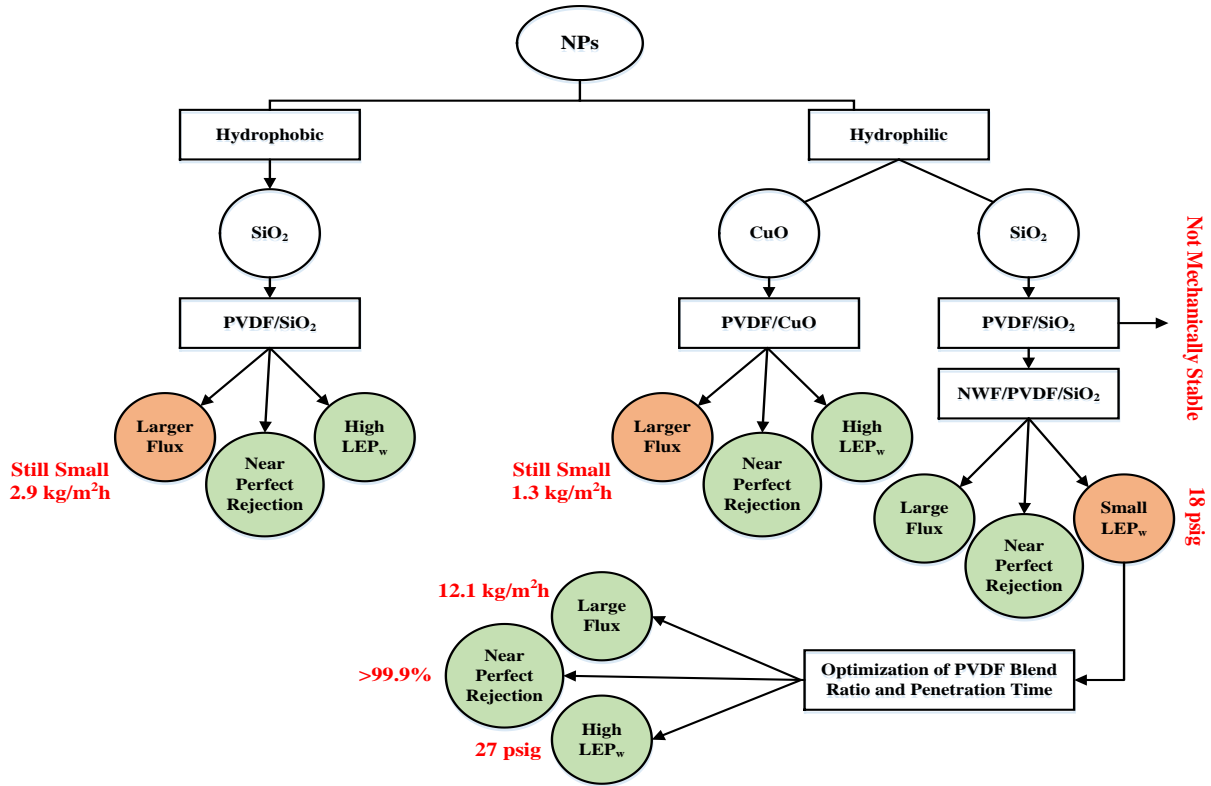 NPs
Hydrophobic
Hydrophilic
SiO₂
CuO
SiO₂
PVDF/SiO₂
PVDF/CuO
PVDF/SiO₂
Not Mechanically Stable
NWF/PVDF/SiO₂
Larger
Flux
Near
Perfect
Rejection
High
LEPw
Still Small
2.9 kg/m²h
Larger
Flux
Near
Perfect
Rejection
High
LEPw
Still Small
1.3 kg/m²h
Large
Flux
Near
Perfect
Rejection
Small
LEPw
18 psig
Optimization of PVDF Blend
Ratio and Penetration Time
12.1 kg/m²h
Large
Flux
>99.9%
Near
Perfect
Rejection
27 psig
High
LEPw